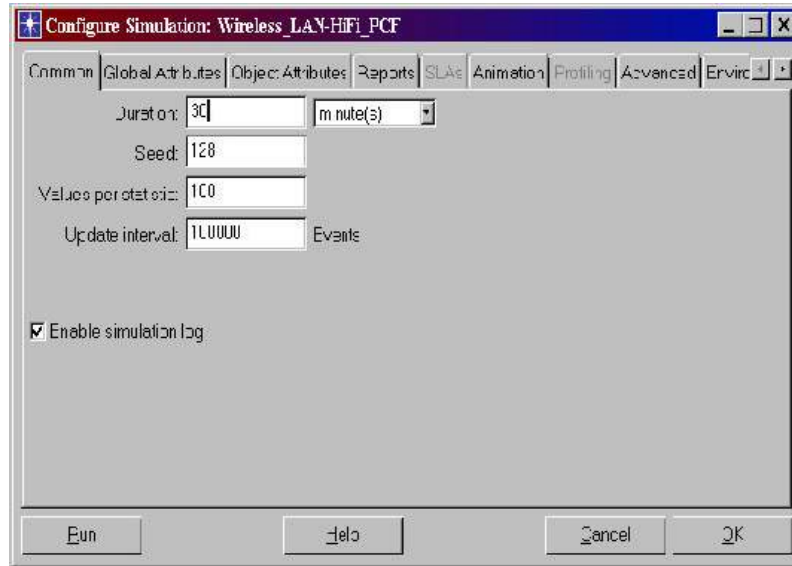 Configure Simulation: Wireless_LAN-HiFi_PCF
Common Global Attributes Object Attributes Reports SLAs Animation Profiling Advanced Enviro
Duration: 30 minute(s)
Seed: 128
Values per statistic: 100
Update interval: 100000 Events
Enable simulation log
Run Help Cancel OK